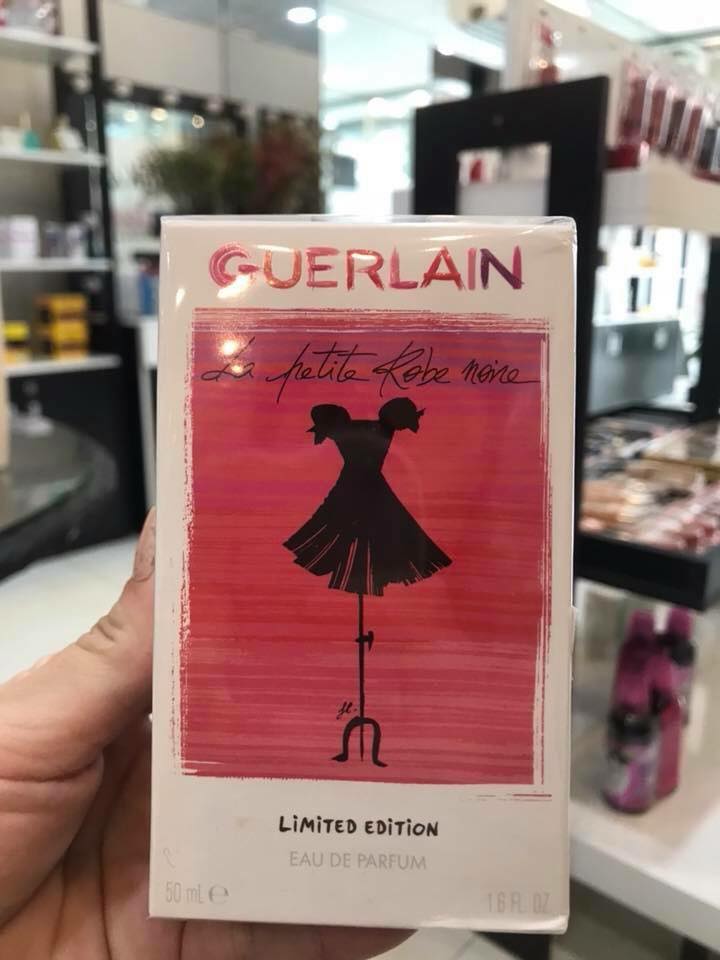 GUERLAIN
La petite Robe noire
LiMiTED EDiTiON
EAU DE PARFUM
50 mL e
1.6 FL. OZ